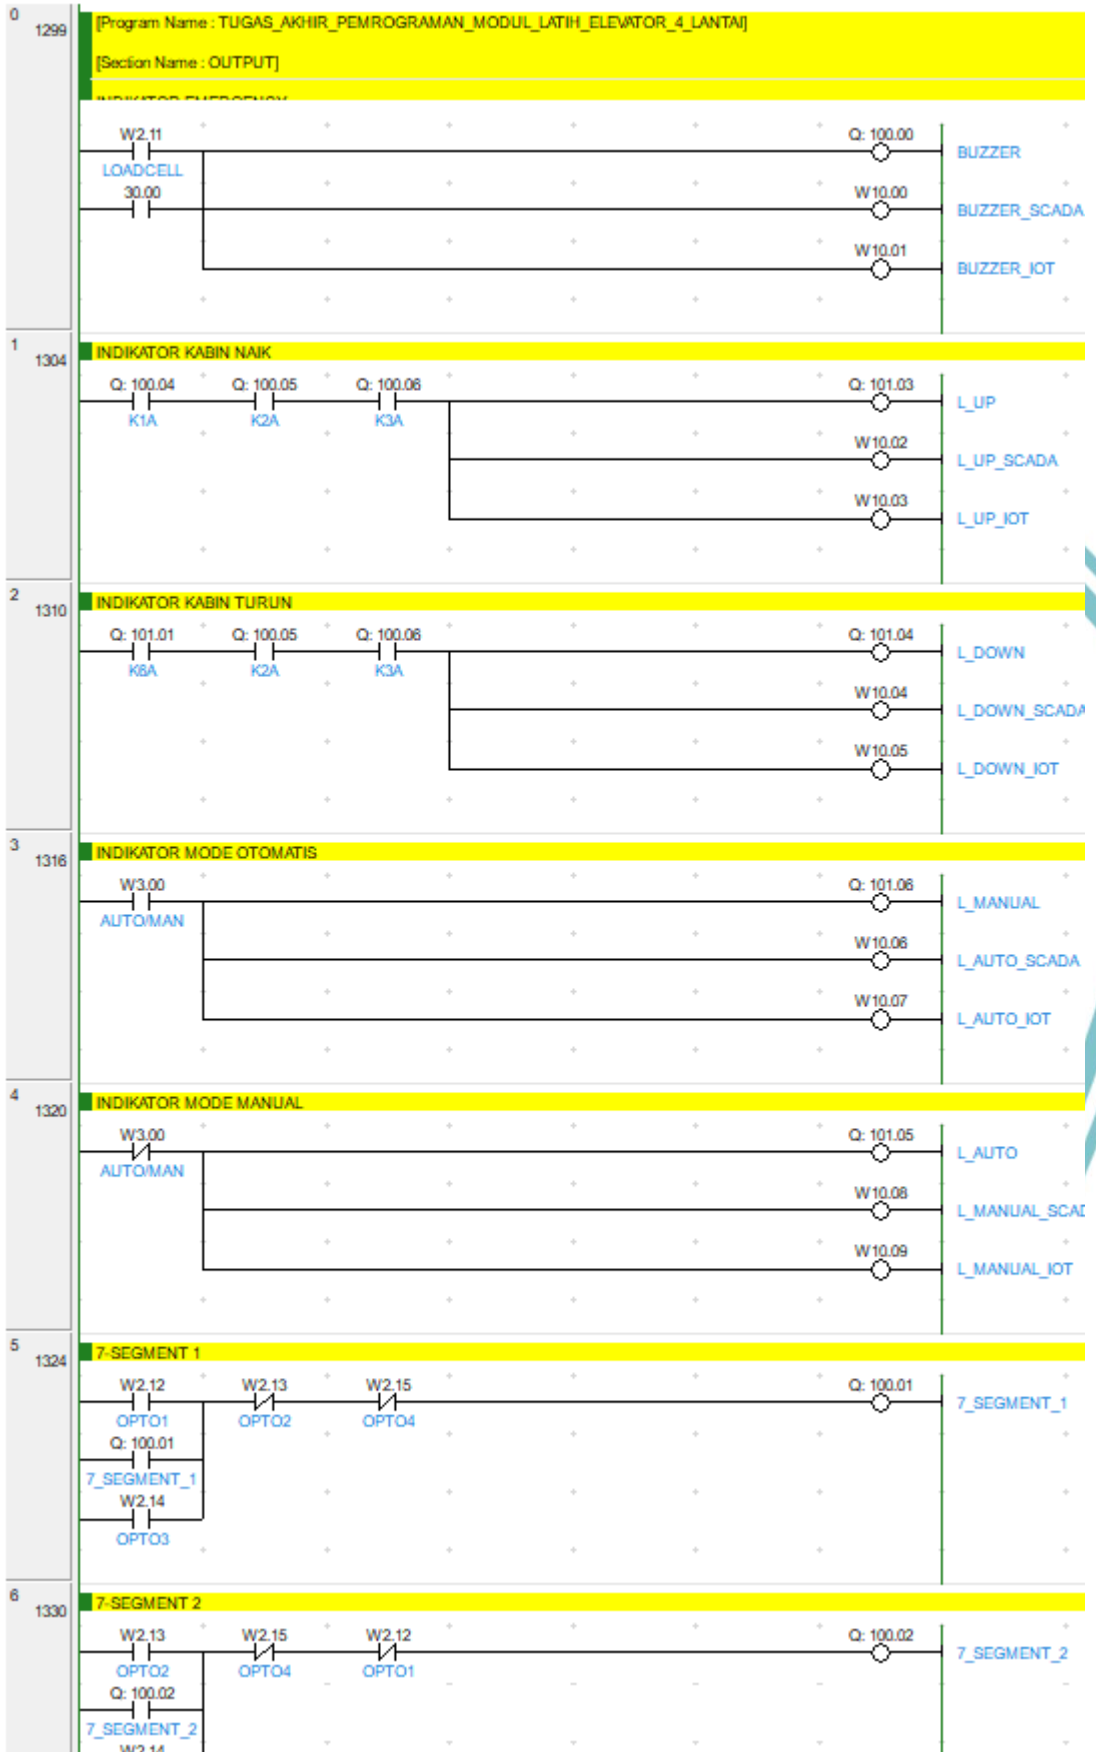 0
1299
[Program Name : TUGAS_AKHIR_PEMROGRAMAN_MODUL_LATIH_ELEVATOR_4_LANTAI]
[Section Name : OUTPUT]
INDIKATOR EMERGENCY
W2.11
LOADCELL
Q: 100.00
BUZZER
30.00
W10.00
BUZZER_SCADA
W10.01
BUZZER_IOT
1
1304
INDIKATOR KABIN NAIK
Q: 100.04 Q: 100.05 Q: 100.06 Q: 101.03
K1A K2A K3A L_UP
W10.02
L_UP_SCADA
W10.03
L_UP_IOT
2
1310
INDIKATOR KABIN TURUN
Q: 101.01 Q: 100.05 Q: 100.06 Q: 101.04
K6A K2A K3A L_DOWN
W10.04
L_DOWN_SCADA
W10.05
L_DOWN_IOT
3
1316
INDIKATOR MODE OTOMATIS
W3.00 Q: 101.06
AUTO/MAN L_MANUAL
W10.06
L_AUTO_SCADA
W10.07
L_AUTO_IOT
4
1320
INDIKATOR MODE MANUAL
W3.00 Q: 101.05
AUTO/MAN L_AUTO
W10.08
L_MANUAL_SCAD
W10.09
L_MANUAL_IOT
5
1324
7-SEGMENT 1
W2.12 W2.13 W2.15 Q: 100.01
OPTO1 OPTO2 OPTO4 7_SEGMENT_1
Q: 100.01
7_SEGMENT_1
W2.14
OPTO3
6
1330
7-SEGMENT 2
W2.13 W2.15 W2.12 Q: 100.02
OPTO2 OPTO4 OPTO1 7_SEGMENT_2
Q: 100.02
7_SEGMENT_2
W2.14